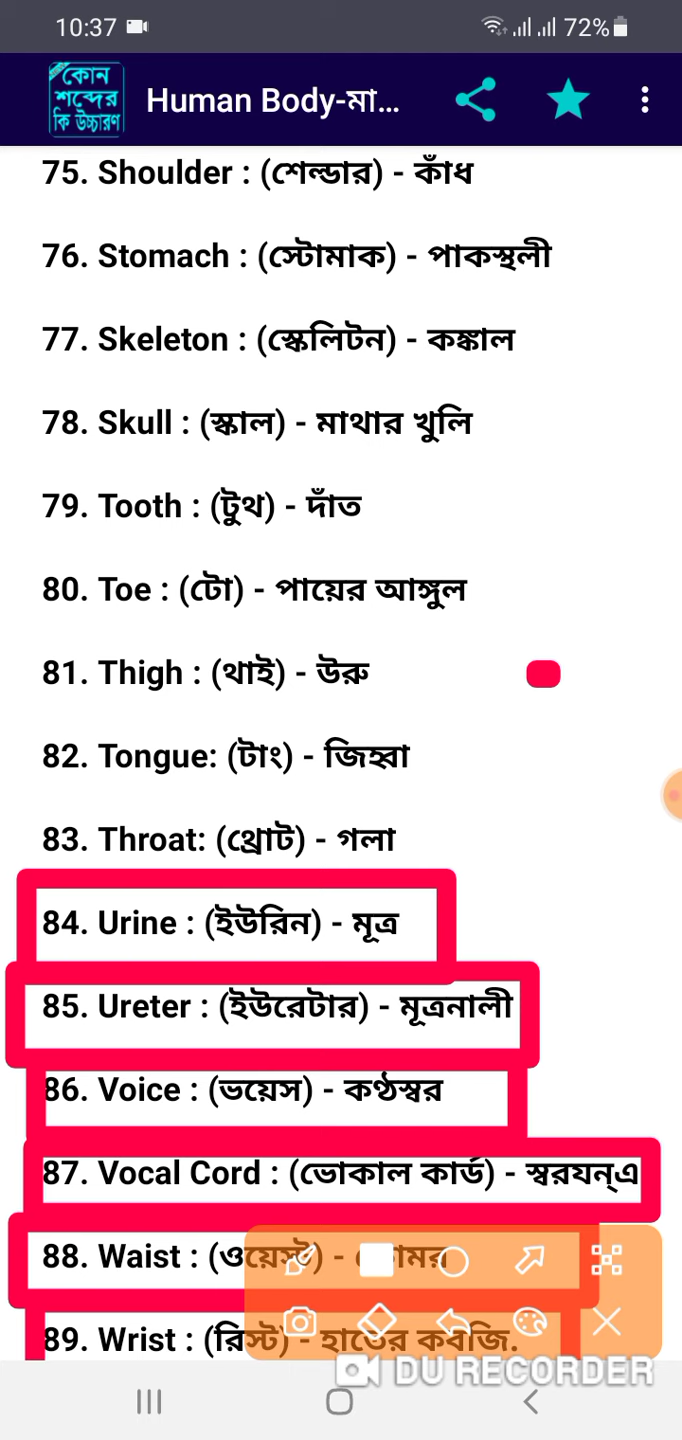 10:37
72%
কোন
শব্দের
কি উচ্চারণ
Human Body-মা...
75. Shoulder : (শেল্ডার) - কাঁধ
76. Stomach : (স্টোমাক) - পাকস্থলী
77. Skeleton : (স্কেলিটন) - কঙ্কাল
78. Skull : (স্কাল) - মাথার খুলি
79. Tooth : (টুথ) - দাঁত
80. Toe : (টো) - পায়ের আঙ্গুল
81. Thigh : (থাই) - উরু
82. Tongue: (টাং) - জিহ্বা
83. Throat: (থ্রোট) - গলা
84. Urine : (ইউরিন) - মূত্র
85. Ureter : (ইউরেটার) - মূত্রনালী
86. Voice : (ভয়েস) - কণ্ঠস্বর
87. Vocal Cord : (ভোকাল কার্ড) - স্বরযন্এ
88. Waist : (ওয়েস্ট) -
89. Wrist : (রিস্ট) - হাতের কবজি.
DU RECORDER